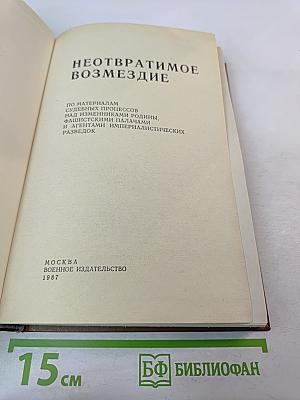 НЕОТВРАТИМОЕ
ВОЗМЕЗДИЕ
ПО МАТЕРИАЛАМ
СУДЕБНЫХ ПРОЦЕССОВ
НАД ИЗМЕННИКАМИ РОДИНЫ,
ФАШИСТСКИМИ ПАЛАЧАМИ
И АГЕНТАМИ ИМПЕРИАЛИСТИЧЕСКИХ
РАЗВЕДОК
МОСКВА
ВОЕННОЕ ИЗДАТЕЛЬСТВО
1987
15 см
БФ БИБЛИОФАН